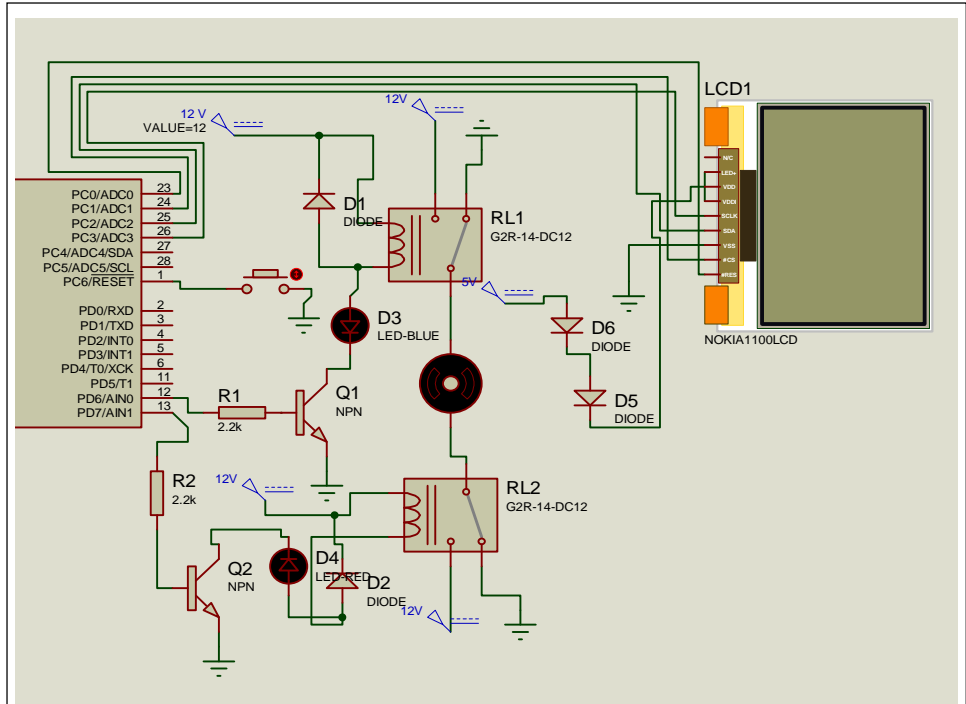 LCD1
12 V
VALUE=12
12V
N/C
LED+
VDD
VDDI
SCLK
SDA
VSS
#CS
#RES
NOKIA1100LCD
PC0/ADC0 23
PC1/ADC1 24
PC2/ADC2 25
PC3/ADC3 26
PC4/ADC4/SDA 27
PC5/ADC5/SCL 28
PC6/RESET 1
PD0/RXD 2
PD1/TXD 3
PD2/INT0 4
PD3/INT1 5
PD4/T0/XCK 6
PD5/T1 11
PD6/AIN0 12
PD7/AIN1 13
D1
DIODE
RL1
G2R-14-DC12
5V
D3
LED-BLUE
D6
DIODE
D5
DIODE
R1
2.2k
Q1
NPN
R2
2.2k
12V
RL2
G2R-14-DC12
Q2
NPN
D4
LED-RED
D2
DIODE
12V